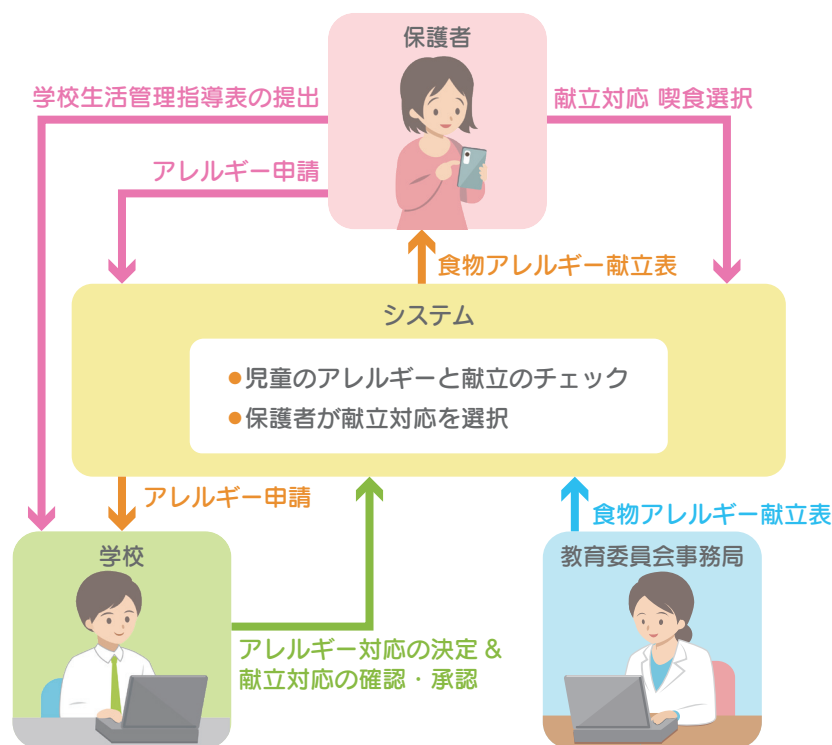 保護者
学校生活管理指導表の提出
献立対応 喫食選択
アレルギー申請
食物アレルギー献立表
システム
●児童のアレルギーと献立のチェック
●保護者が献立対応を選択
アレルギー申請
食物アレルギー献立表
学校
教育委員会事務局
アレルギー対応の決定&
献立対応の確認・承認